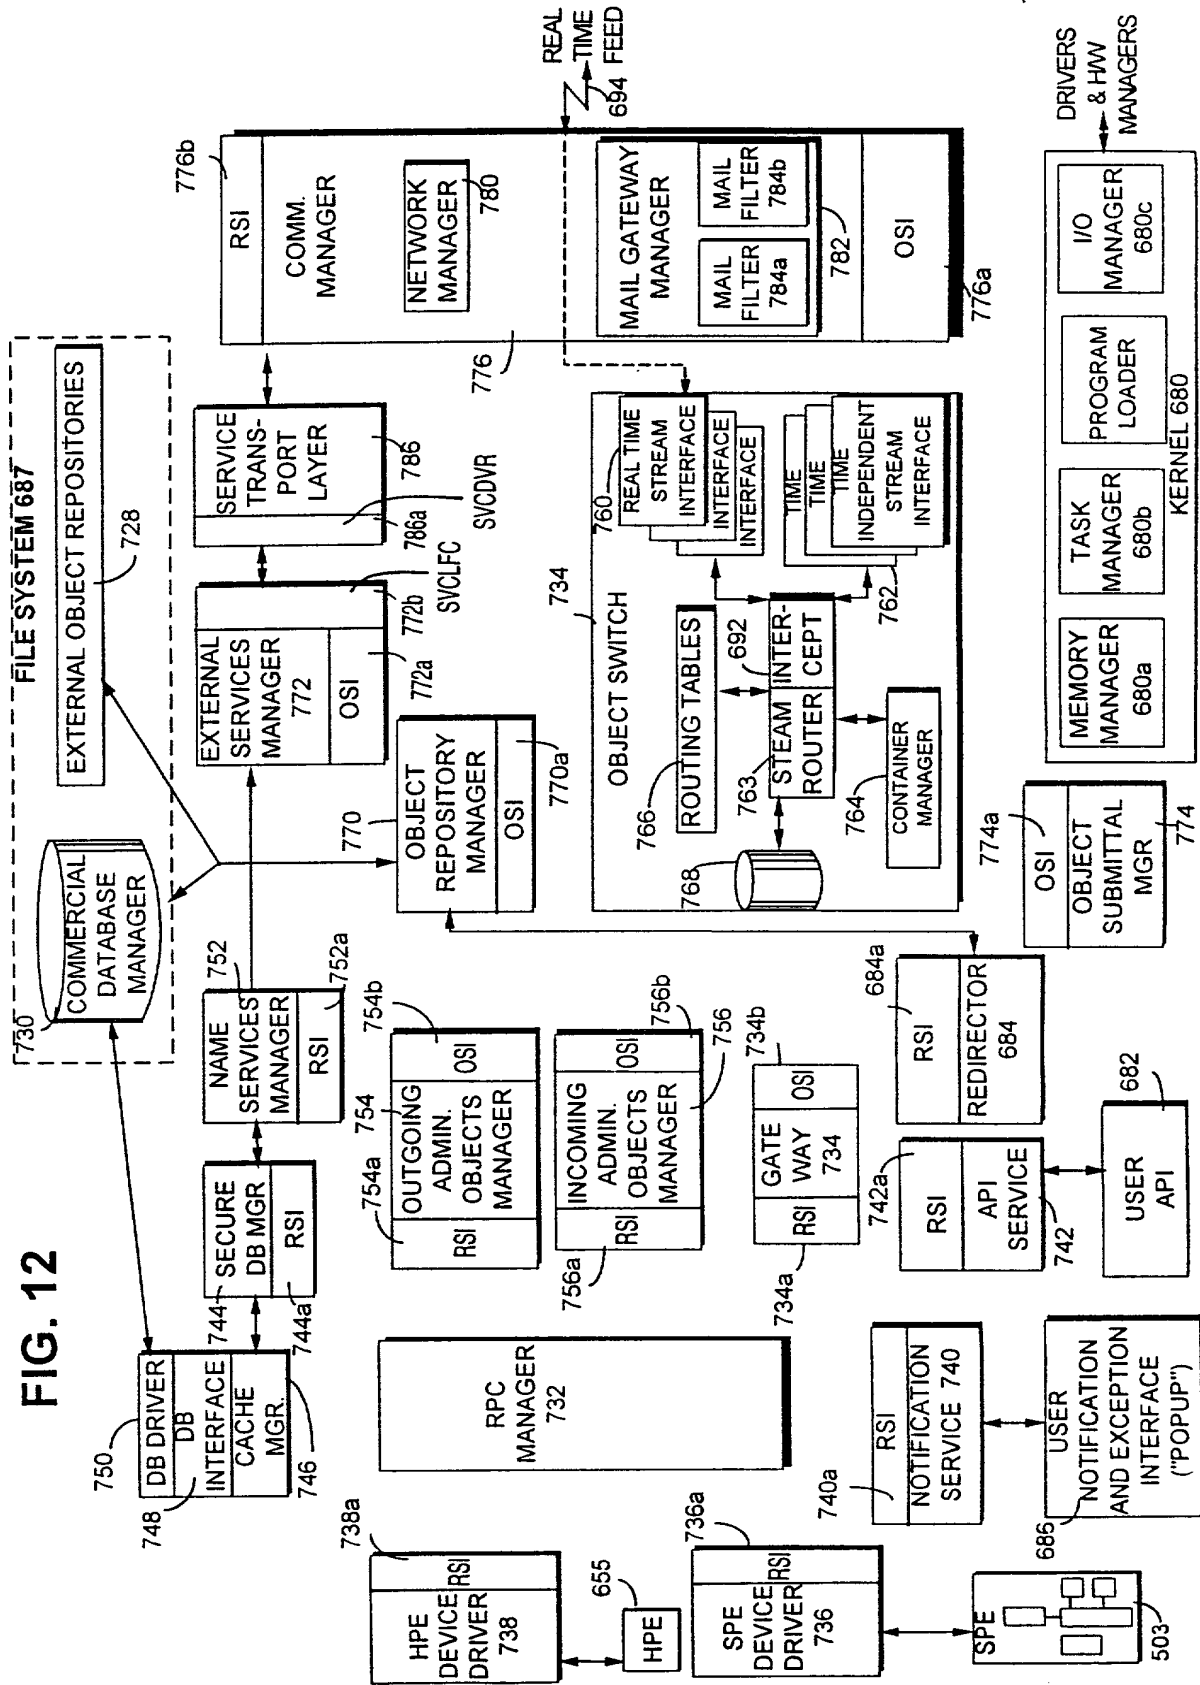 FIG. 12
FILE SYSTEM 687
730
COMMERCIAL
DATABASE
MANAGER
EXTERNAL OBJECT REPOSITORIES
728
750
DB DRIVER
DB
INTERFACE
CACHE
MGR.
748
746
744
SECURE
DB MGR
RSI
744a
NAME
SERVICES
MANAGER
RSI
752
752a
EXTERNAL
SERVICES
MANAGER
772
OSI
772a
772b
SVCLFC
SERVICE
TRANS-
PORT
LAYER
786
786a
SVCDVR
776b
RSI
COMM.
MANAGER
NETWORK
MANAGER
780
776
MAIL GATEWAY
MANAGER
MAIL
FILTER
784a
MAIL
FILTER
784b
782
OSI
776a
REAL
TIME
FEED
694
738a
HPE
DEVICE
DRIVER
738
RSI
655
HPE
736a
SPE
DEVICE
DRIVER
736
RSI
SPE
503
RPC
MANAGER
732
754a
754
754b
RSI
OUTGOING
ADMIN.
OBJECTS
MANAGER
OSI
756a
RSI
INCOMING
ADMIN.
OBJECTS
MANAGER
OSI
756b
756
734a
RSI
GATE
WAY
734
OSI
734b
770
OBJECT
REPOSITORY
MANAGER
OSI
770a
734
OBJECT SWITCH
766
ROUTING TABLES
692
763
STEAM
ROUTER
INTER-
CEPT
764
CONTAINER
MANAGER
768
760
REAL TIME
STREAM
INTERFACE
INTERFACE
INTERFACE
TIME
TIME
TIME
INDEPENDENT
STREAM
INTERFACE
762
740a
RSI
NOTIFICATION
SERVICE 740
686
USER
NOTIFICATION
AND EXCEPTION
INTERFACE
("POPUP")
742a
RSI
API
SERVICE
742
USER
API
682
684a
RSI
REDIRECTOR
684
774a
OSI
OBJECT
SUBMITTAL
MGR
774
MEMORY
MANAGER
680a
TASK
MANAGER
680b
PROGRAM
LOADER
I/O
MANAGER
680c
KERNEL 680
DRIVERS
& H/W
MANAGERS